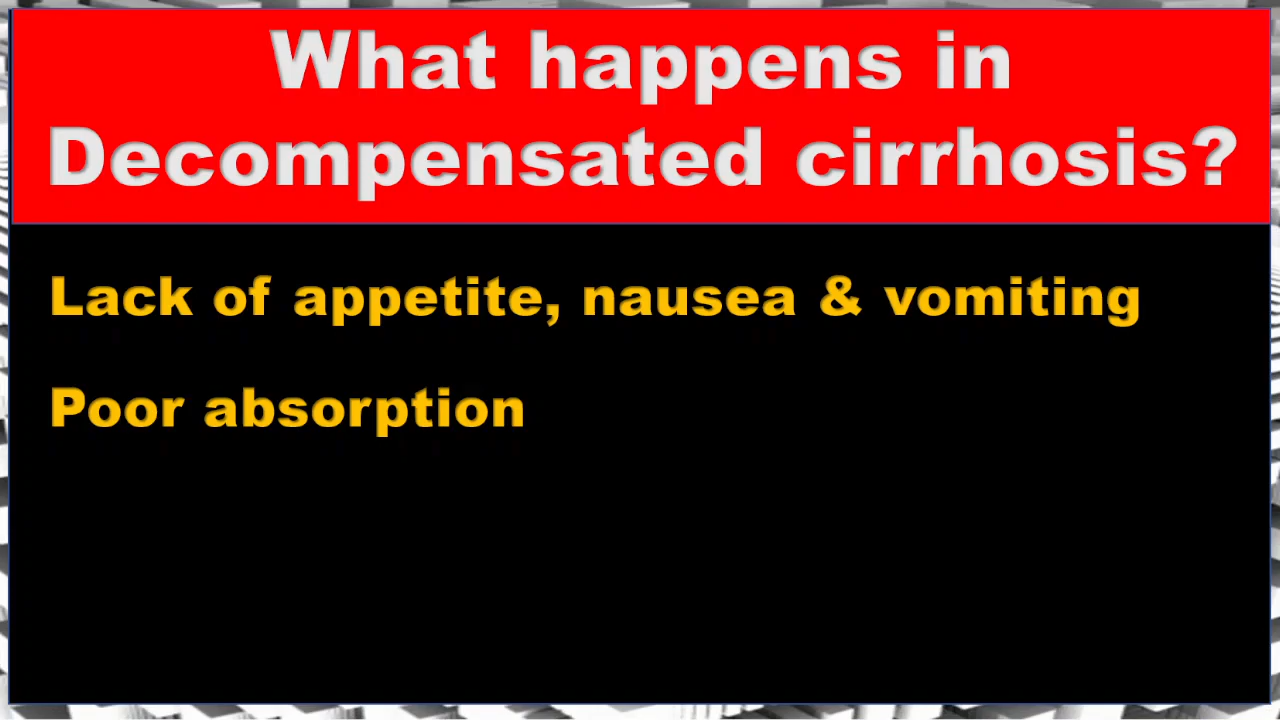 What happens in
Decompensated cirrhosis?
Lack of appetite, nausea & vomiting
Poor absorption